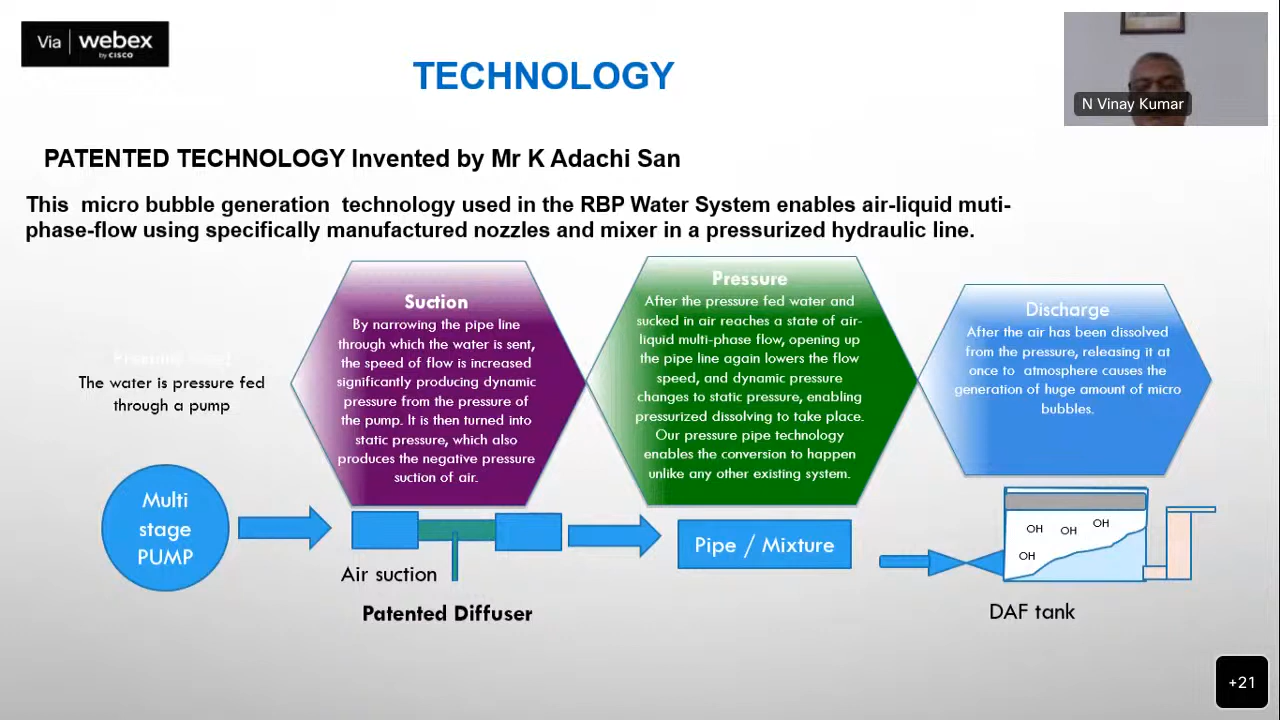 Via webex
by CISCO
TECHNOLOGY
N Vinay Kumar
PATENTED TECHNOLOGY Invented by Mr K Adachi San
This micro bubble generation technology used in the RBP Water System enables air-liquid muti-
phase-flow using specifically manufactured nozzles and mixer in a pressurized hydraulic line.
The water is pressure fed
through a pump
Suction
By narrowing the pipe line
through which the water is sent,
the speed of flow is increased
significantly producing dynamic
pressure from the pressure of
the pump. It is then turned into
static pressure, which also
produces the negative pressure
suction of air.
Pressure
After the pressure fed water and
sucked in air reaches a state of air-
liquid multi-phase flow, opening up
the pipe line again lowers the flow
speed, and dynamic pressure
changes to static pressure, enabling
pressurized dissolving to take place.
Our pressure pipe technology
enables the conversion to happen
unlike any other existing system.
Discharge
After the air has been dissolved
from the pressure, releasing it at
once to atmosphere causes the
generation of huge amount of micro
bubbles.
Multi
stage
PUMP
Air suction
Patented Diffuser
Pipe / Mixture
OH OH OH
OH
DAF tank
+21